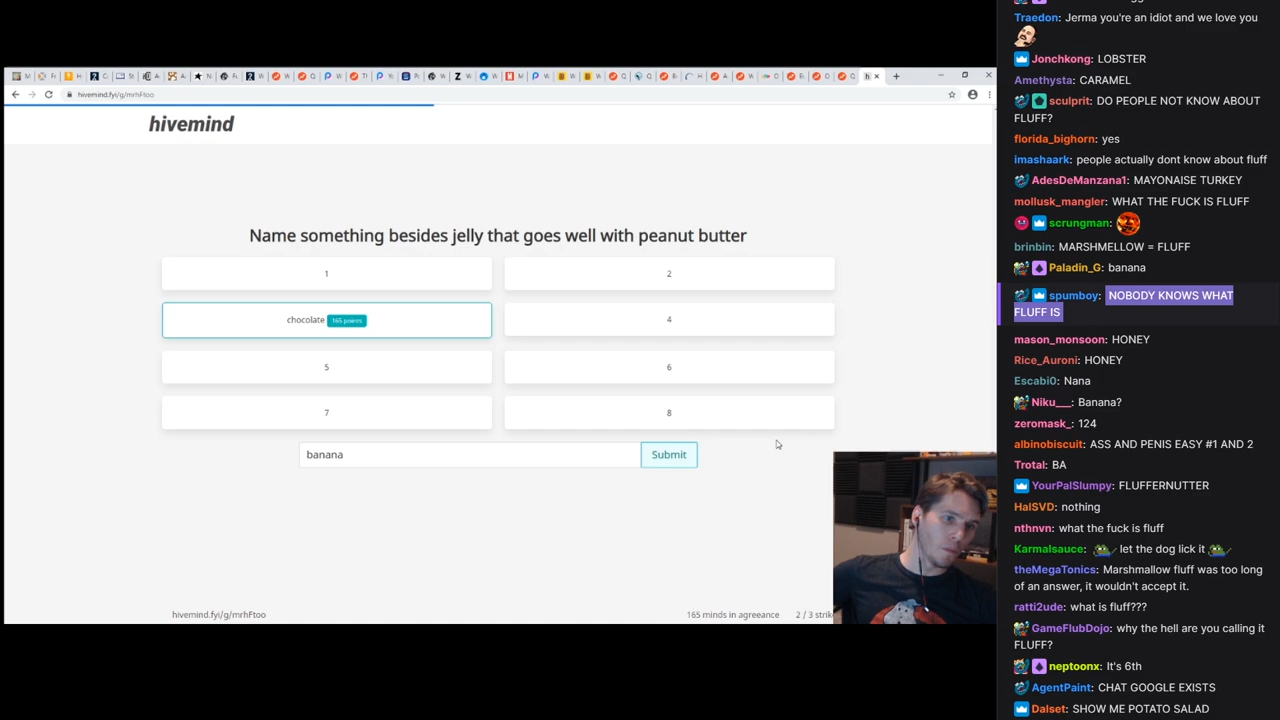 hivemind.fyi/g/mrhFtoo
hivemind
Name something besides jelly that goes well with peanut butter
1
2
chocolate 165 points
4
5
6
7
8
banana
Submit
hivemind.fyi/g/mrhFtoo
165 minds in agreeance
2 / 3 strik
Traedon: Jerma you're an idiot and we love you
Jonchkong: LOBSTER
Amethysta: CARAMEL
sculprit: DO PEOPLE NOT KNOW ABOUT
FLUFF?
florida_bighorn: yes
imashaark: people actually dont know about fluff
AdesDeManzana1: MAYONAISE TURKEY
mollusk_mangler: WHAT THE FUCK IS FLUFF
scrungman:
brinbin: MARSHMELLOW = FLUFF
Paladin_G: banana
spumboy: NOBODY KNOWS WHAT
FLUFF IS
mason_monsoon: HONEY
Rice_Auroni: HONEY
Escabi0: Nana
Niku___: Banana?
zeromask_: 124
albinobiscuit: ASS AND PENIS EASY #1 AND 2
Trotal: BA
YourPalSlumpy: FLUFFERNUTTER
HalSVD: nothing
nthnvn: what the fuck is fluff
Karmalsauce: let the dog lick it
theMegaTonics: Marshmallow fluff was too long
of an answer, it wouldn't accept it.
ratti2ude: what is fluff???
GameFlubDojo: why the hell are you calling it
FLUFF?
neptoonx: It's 6th
AgentPaint: CHAT GOOGLE EXISTS
Dalset: SHOW ME POTATO SALAD